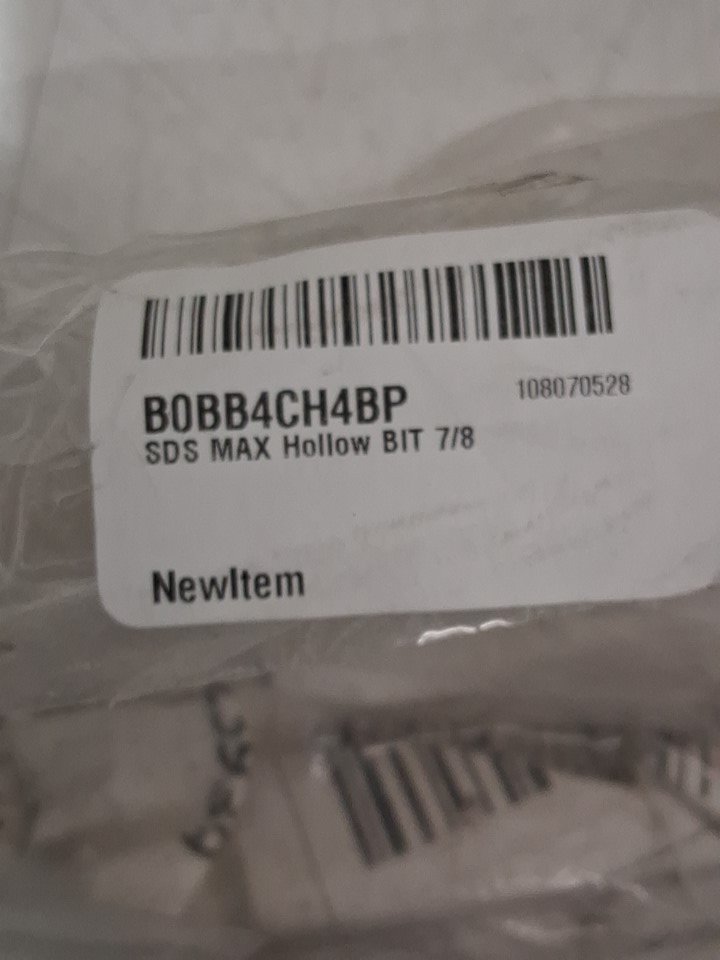 B0BB4CH4BP
108070528
SDS MAX Hollow BIT 7/8
NewItem